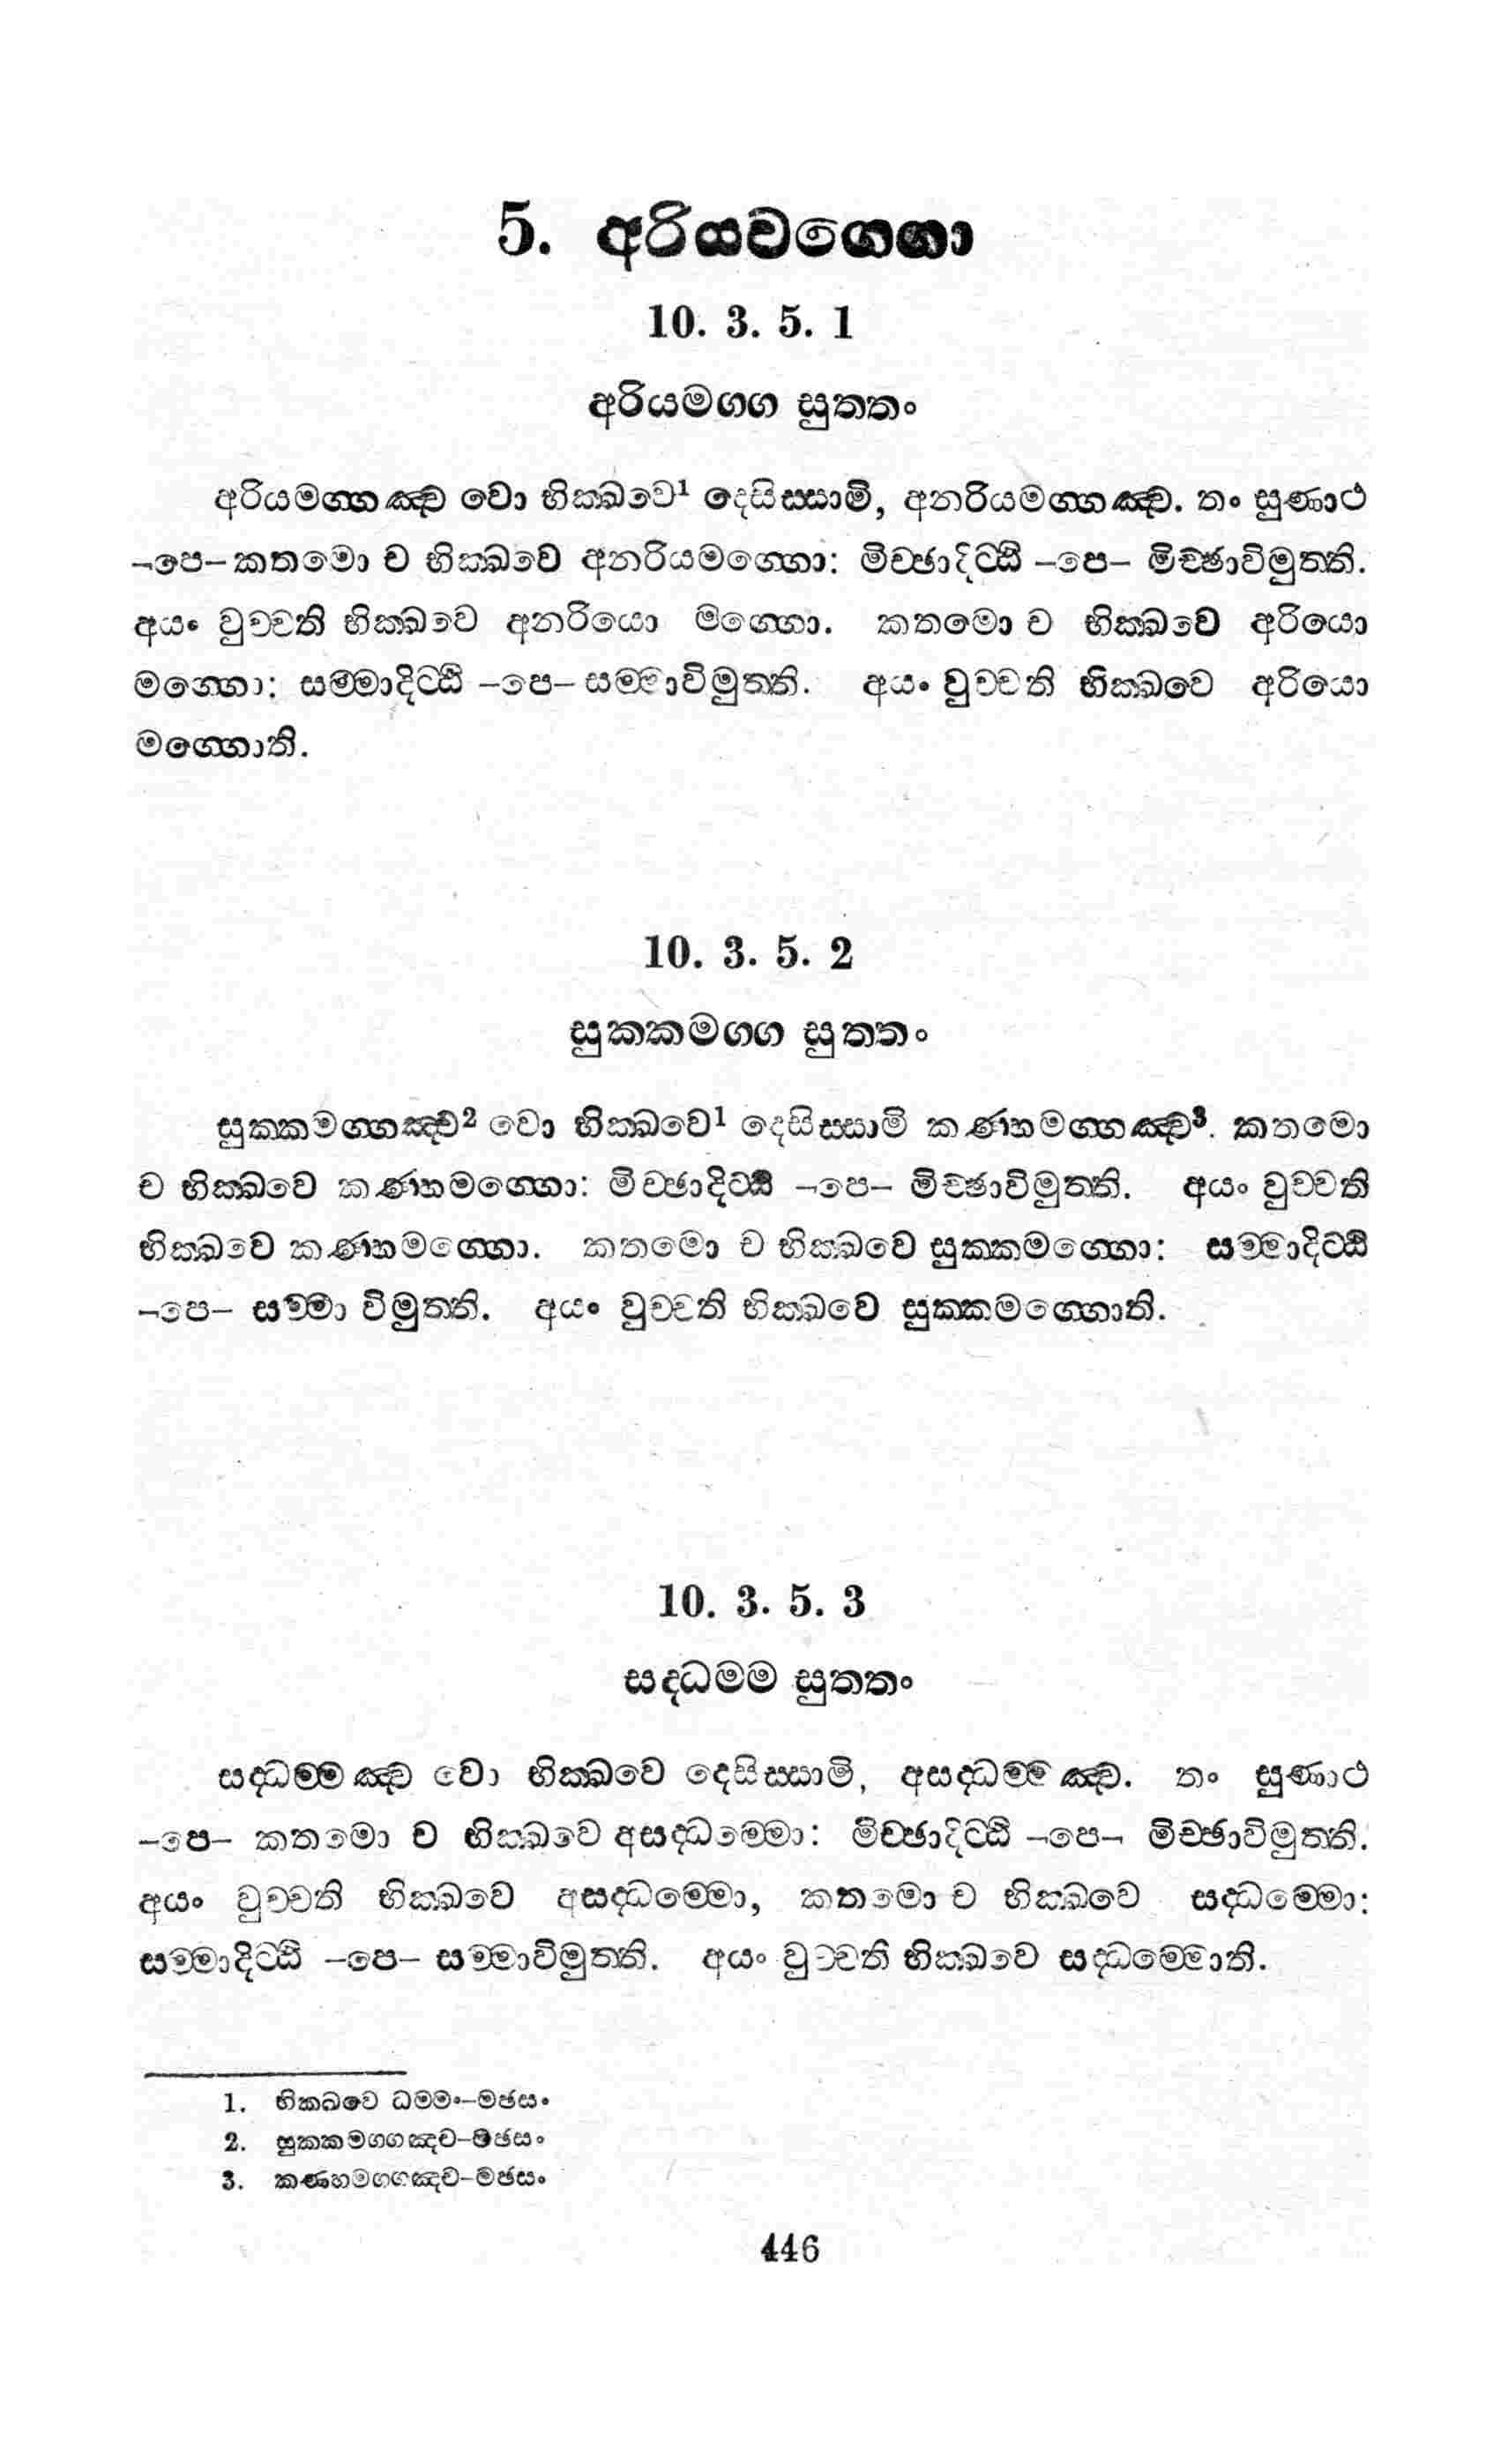 5. අරියවග්ගො
10. 3. 5. 1
අරියමග්ග සුත්තං
අරියමග්ගඤ්ච වො භික්ඛවෙ¹ දෙසිස්සාමි, අනරියමග්ගඤ්ච. තං සුණාථ
-පෙ- කතමො ච භික්ඛවෙ අනරියමග්ගො: මිච්ඡාදිට්ඨි -පෙ- මිච්ඡාවිමුත්ති.
අයං වුච්චති භික්ඛවෙ අනරියො මග්ගො. කතමො ච භික්ඛවෙ අරියො
මග්ගො: සම්මාදිට්ඨි -පෙ- සම්මාවිමුත්ති. අයං වුච්චති භික්ඛවෙ අරියො
මග්ගොති.
10. 3. 5. 2
සුක්කමග්ග සුත්තං
සුක්කමග්ගඤ්ච² වො භික්ඛවෙ¹ දෙසිස්සාමි කණ්හමග්ගඤ්ච³. කතමො
ච භික්ඛවෙ කණ්හමග්ගො: මිච්ඡාදිට්ඨි -පෙ- මිච්ඡාවිමුත්ති. අයං වුච්චති
භික්ඛවෙ කණ්හමග්ගො. කතමො ච භික්ඛවෙ සුක්කමග්ගො: සම්මාදිට්ඨි
-පෙ- සම්මා විමුත්ති. අයං වුච්චති භික්ඛවෙ සුක්කමග්ගොති.
10. 3. 5. 3
සද්ධම්ම සුත්තං
සද්ධම්මඤ්ච වො භික්ඛවෙ දෙසිස්සාමි, අසද්ධම්මඤ්ච. තං සුණාථ
-පෙ- කතමො ච භික්ඛවෙ අසද්ධම්මො: මිච්ඡාදිට්ඨි -පෙ- මිච්ඡාවිමුත්ති.
අයං වුච්චති භික්ඛවෙ අසද්ධම්මො, කතමො ච භික්ඛවෙ සද්ධම්මො:
සම්මාදිට්ඨි -පෙ- සම්මාවිමුත්ති. අයං වුච්චති භික්ඛවෙ සද්ධම්මොති.
1. භික්ඛවෙ ධම්මං-මඡසං
2. සුක්කමග්ගඤ්ච-මඡසං
3. කණ්හමග්ගඤ්ච-මඡසං
446